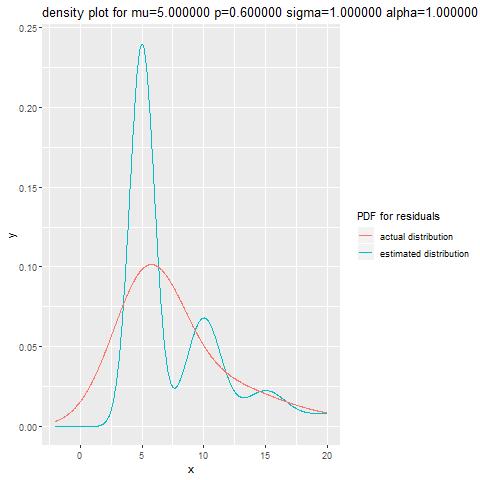 density plot for mu=5.000000 p=0.600000 sigma=1.000000 alpha=1.000000
0.25
0.20
0.15
0.10
0.05
0.00
y
0 5 10 15 20
x
PDF for residuals
actual distribution
estimated distribution